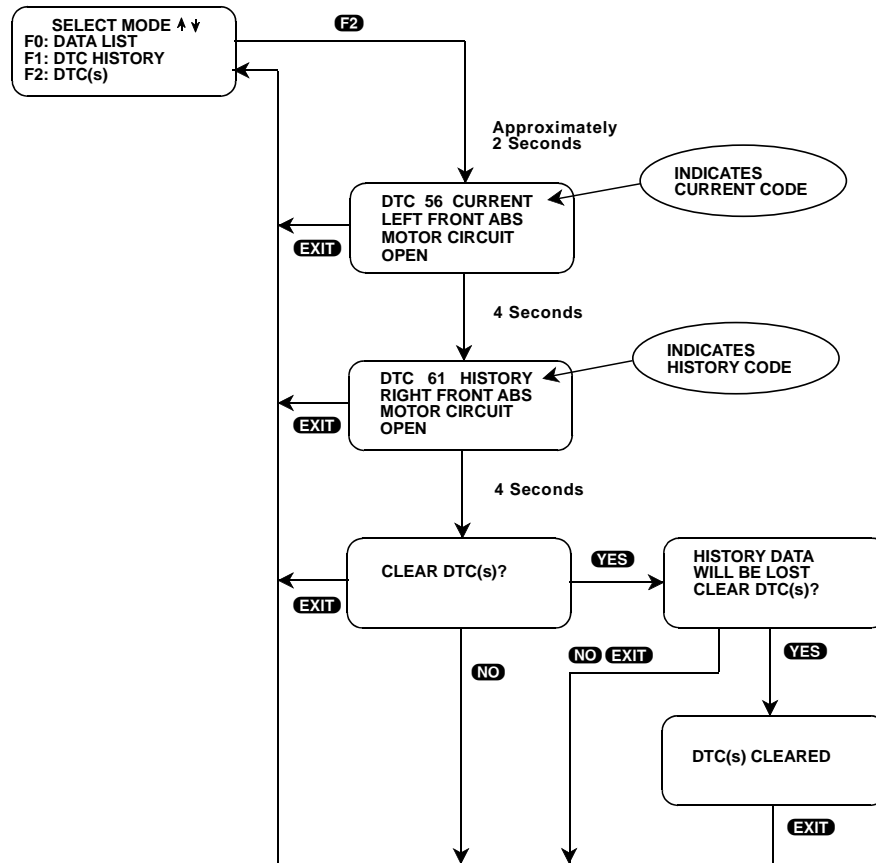 SELECT MODE
F0: DATA LIST
F1: DTC HISTORY
F2: DTC(s)
F2
Approximately
2 Seconds
INDICATES
CURRENT CODE
DTC 56 CURRENT
LEFT FRONT ABS
MOTOR CIRCUIT
OPEN
EXIT
4 Seconds
INDICATES
HISTORY CODE
DTC 61 HISTORY
RIGHT FRONT ABS
MOTOR CIRCUIT
OPEN
EXIT
4 Seconds
CLEAR DTC(s)?
EXIT
YES
HISTORY DATA
WILL BE LOST
CLEAR DTC(s)?
NO
NO EXIT
YES
DTC(s) CLEARED
EXIT